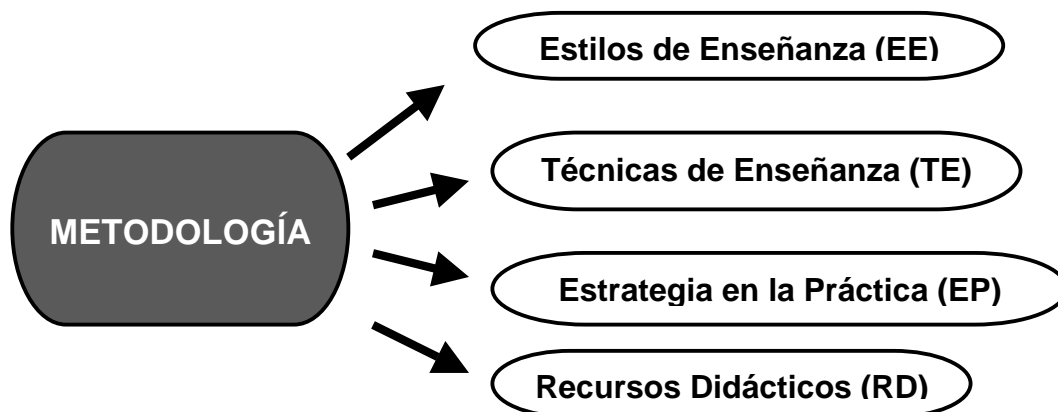 Estilos de Enseñanza (EE)
Técnicas de Enseñanza (TE)
METODOLOGÍA
Estrategia en la Práctica (EP)
Recursos Didácticos (RD)